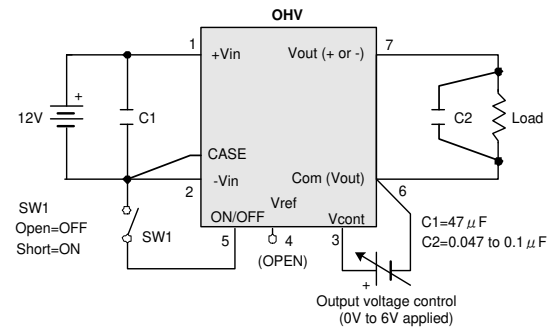 OHV
1
+Vin
Vout (+ or -)
7
+
12V
C1
C2
Load
CASE
-Vin
Com (Vout)
2
6
Vref
SW1
Open=OFF
Short=ON
ON/OFF
Vcont
SW1
5
4
3
(OPEN)
C1=47 μF
C2=0.047 to 0.1 μF
+
Output voltage control
(0V to 6V applied)